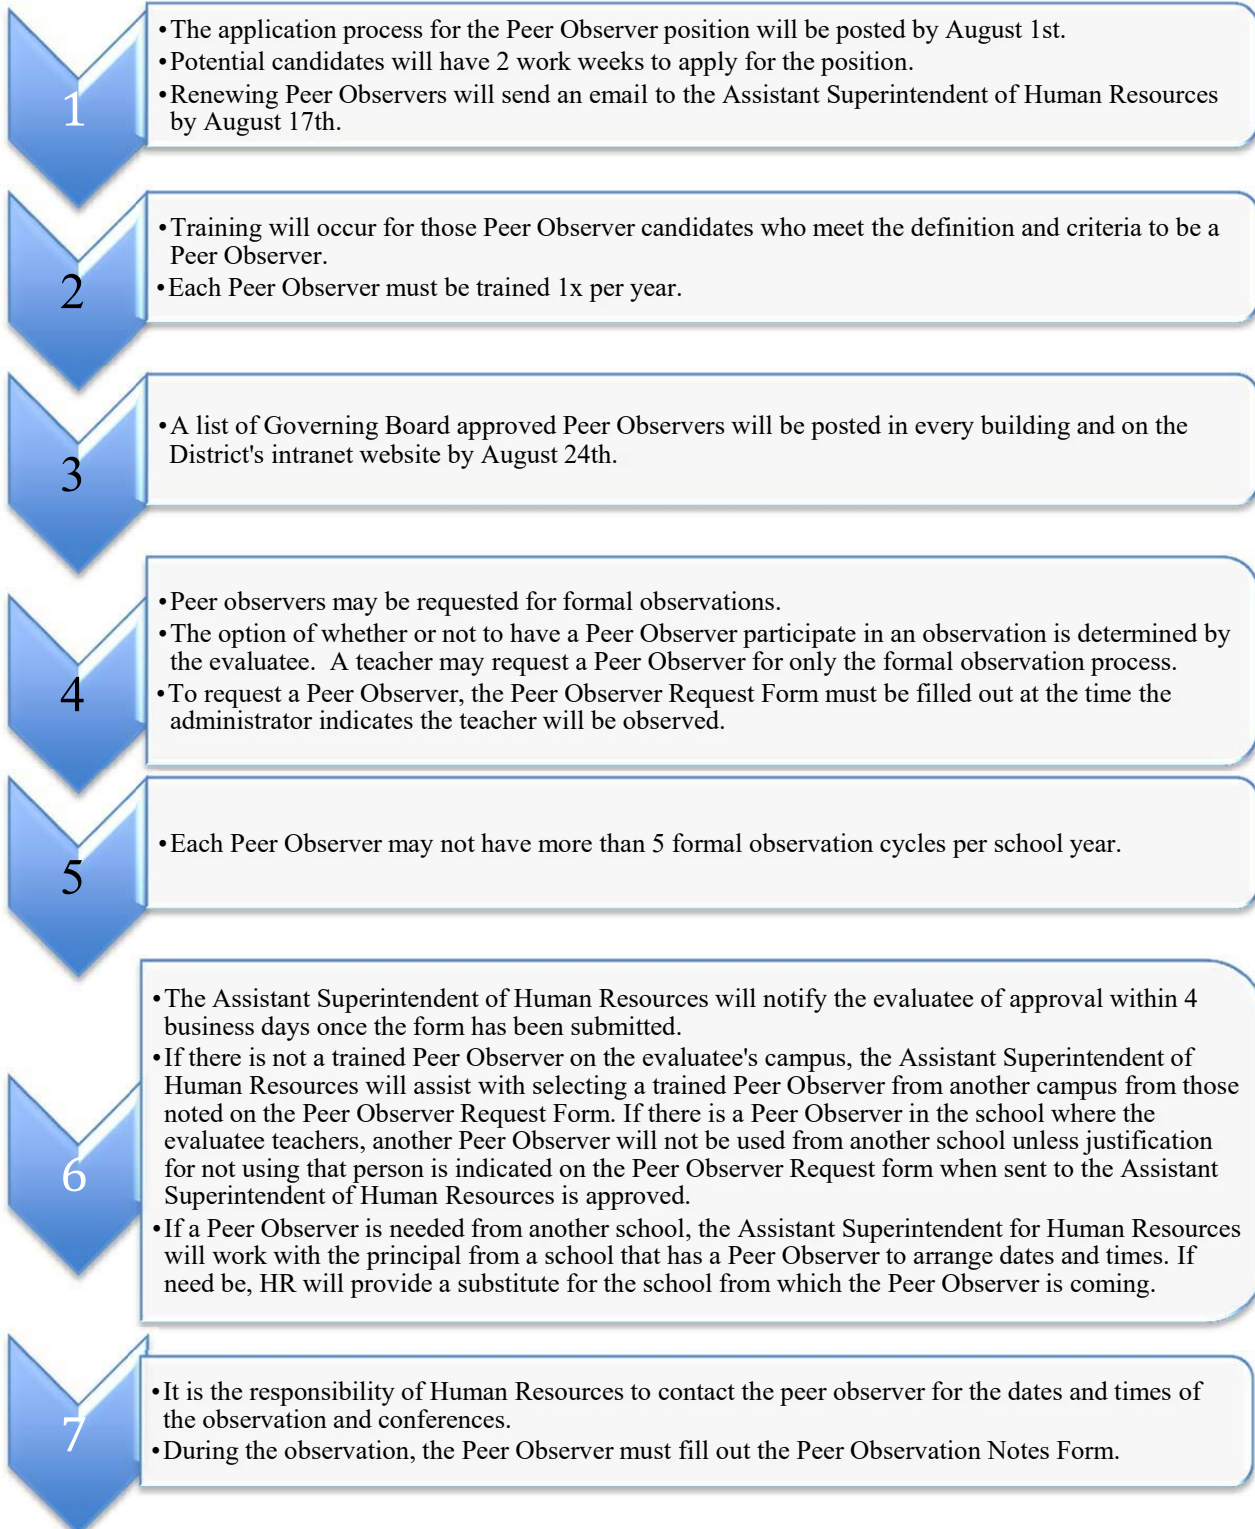 1
•The application process for the Peer Observer position will be posted by August 1st.
•Potential candidates will have 2 work weeks to apply for the position.
•Renewing Peer Observers will send an email to the Assistant Superintendent of Human Resources
by August 17th.
2
•Training will occur for those Peer Observer candidates who meet the definition and criteria to be a
Peer Observer.
•Each Peer Observer must be trained 1x per year.
3
•A list of Governing Board approved Peer Observers will be posted in every building and on the
District's intranet website by August 24th.
4
•Peer observers may be requested for formal observations.
•The option of whether or not to have a Peer Observer participate in an observation is determined by
the evaluatee.  A teacher may request a Peer Observer for only the formal observation process.
•To request a Peer Observer, the Peer Observer Request Form must be filled out at the time the
administrator indicates the teacher will be observed.
5
•Each Peer Observer may not have more than 5 formal observation cycles per school year.
6
•The Assistant Superintendent of Human Resources will notify the evaluatee of approval within 4
business days once the form has been submitted.
•If there is not a trained Peer Observer on the evaluatee's campus, the Assistant Superintendent of
Human Resources will assist with selecting a trained Peer Observer from another campus from those
noted on the Peer Observer Request Form. If there is a Peer Observer in the school where the
evaluatee teachers, another Peer Observer will not be used from another school unless justification
for not using that person is indicated on the Peer Observer Request form when sent to the Assistant
Superintendent of Human Resources is approved.
•If a Peer Observer is needed from another school, the Assistant Superintendent for Human Resources
will work with the principal from a school that has a Peer Observer to arrange dates and times. If
need be, HR will provide a substitute for the school from which the Peer Observer is coming.
7
•It is the responsibility of Human Resources to contact the peer observer for the dates and times of
the observation and conferences.
•During the observation, the Peer Observer must fill out the Peer Observation Notes Form.